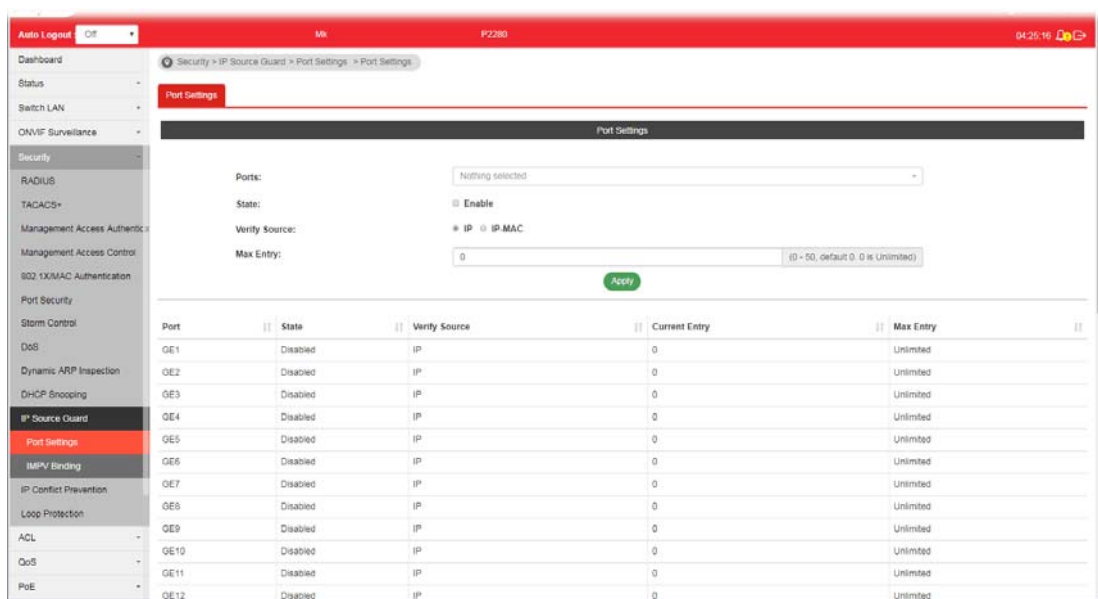 Auto Logout : Off Mk P2280 04:25:16
Dashboard
Status
Switch LAN
ONVIF Surveillance
Security
RADIUS
TACACS+
Management Access Authentic
Management Access Control
802.1X/MAC Authentication
Port Security
Storm Control
DoS
Dynamic ARP Inspection
DHCP Snooping
IP Source Guard
Port Settings
IMPV Binding
IP Conflict Prevention
Loop Protection
ACL
QoS
PoE
Security > IP Source Guard > Port Settings > Port Settings
Port Settings
Port Settings
Ports: Nothing selected
State: Enable
Verify Source: IP IP-MAC
Max Entry: 0 (0 - 50, default 0. 0 is Unlimited)
Apply
Port State Verify Source Current Entry Max Entry
GE1 Disabled IP 0 Unlimited
GE2 Disabled IP 0 Unlimited
GE3 Disabled IP 0 Unlimited
GE4 Disabled IP 0 Unlimited
GE5 Disabled IP 0 Unlimited
GE6 Disabled IP 0 Unlimited
GE7 Disabled IP 0 Unlimited
GE8 Disabled IP 0 Unlimited
GE9 Disabled IP 0 Unlimited
GE10 Disabled IP 0 Unlimited
GE11 Disabled IP 0 Unlimited
GE12 Disabled IP 0 Unlimited